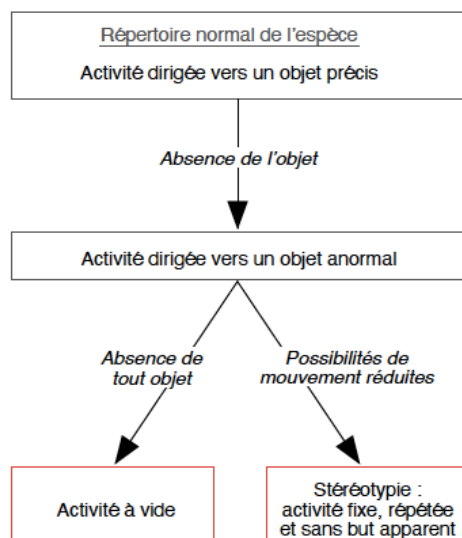 Répertoire normal de l'espèce
Activité dirigée vers un objet précis
Absence de l'objet
Activité dirigée vers un objet anormal
Absence de
tout objet
Possibilités de
mouvement réduites
Activité à vide
Stéréotypie :
activité fixe, répétée
et sans but apparent